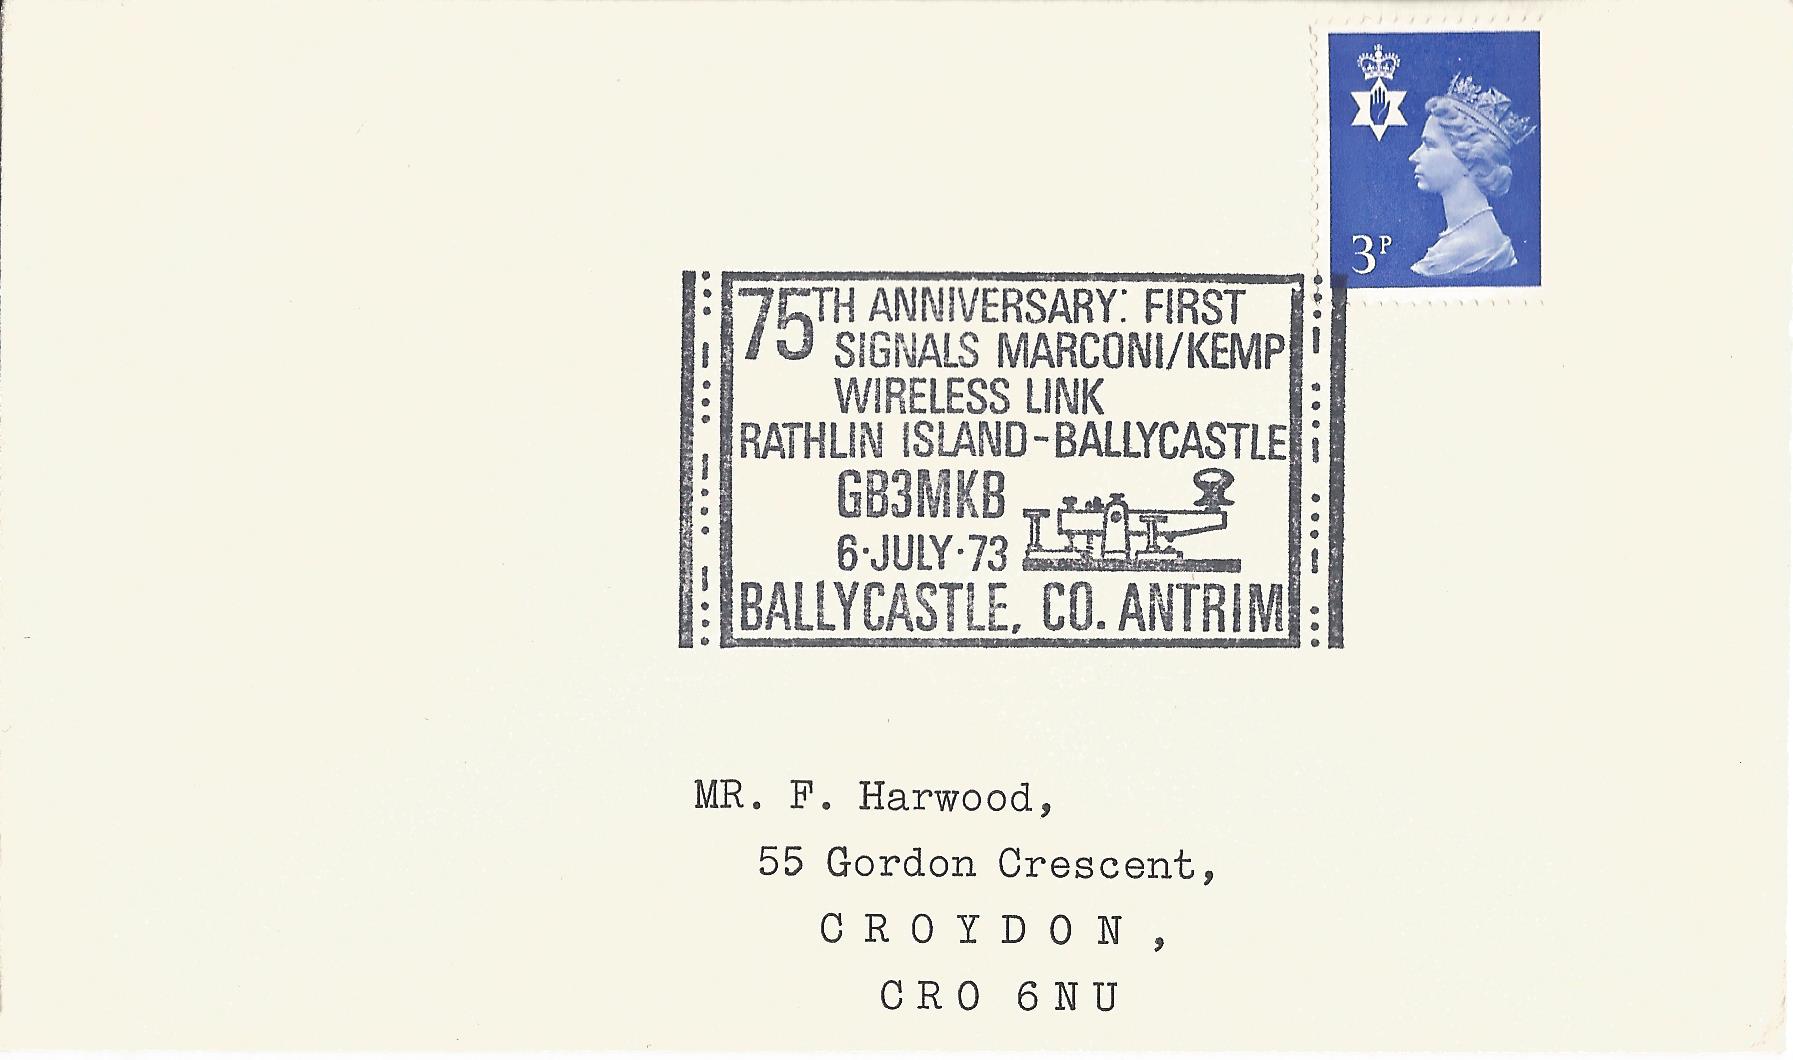 3P
75TH ANNIVERSARY: FIRST
SIGNALS MARCONI/KEMP
WIRELESS LINK
RATHLIN ISLAND-BALLYCASTLE
GB3MKB
6·JULY·73
BALLYCASTLE, CO. ANTRIM
MR. F. Harwood,
55 Gordon Crescent,
CROYDON,
CRO 6NU